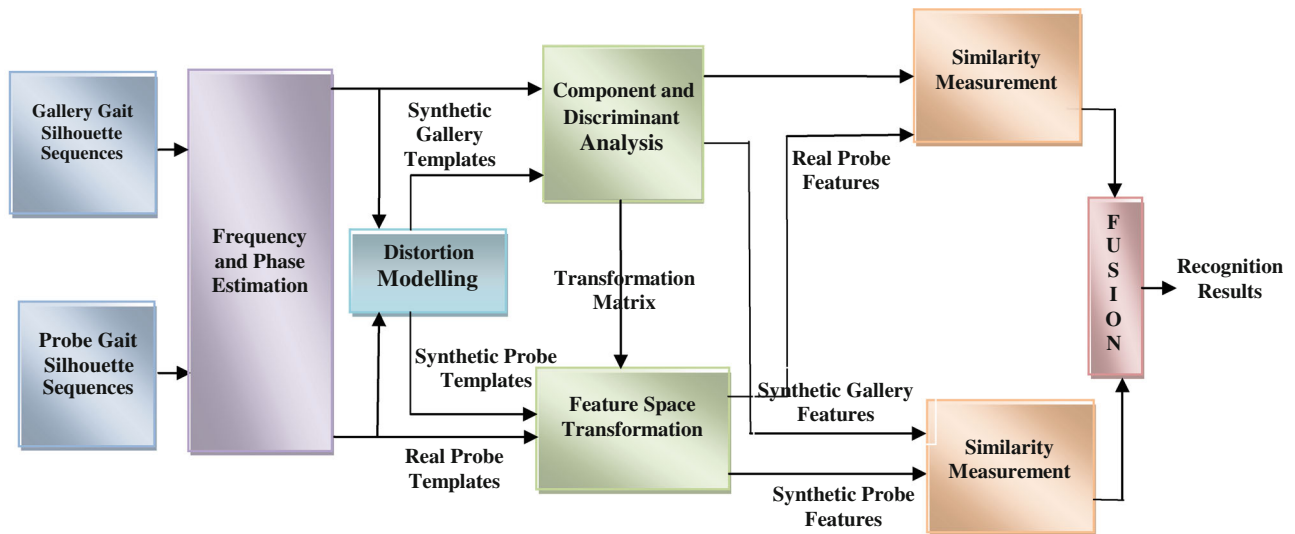 Gallery Gait
Silhouette
Sequences
Probe Gait
Silhouette
Sequences
Frequency
and Phase
Estimation
Synthetic
Gallery
Templates
Distortion
Modelling
Synthetic Probe
Templates
Real Probe
Templates
Component and
Discriminant
Analysis
Transformation
Matrix
Feature Space
Transformation
Real Probe
Features
Synthetic Gallery
Features
Synthetic Probe
Features
Similarity
Measurement
Similarity
Measurement
F
U
S
I
O
N
Recognition
Results